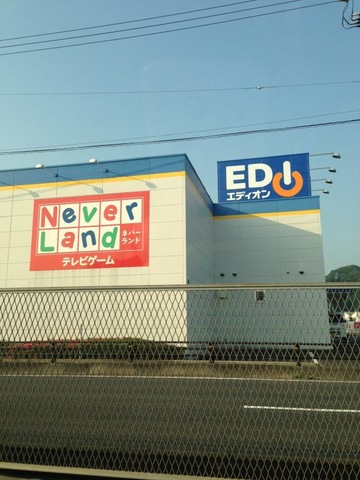 Never
Land
ネバー
ランド
テレビゲーム
EDION
エディオン